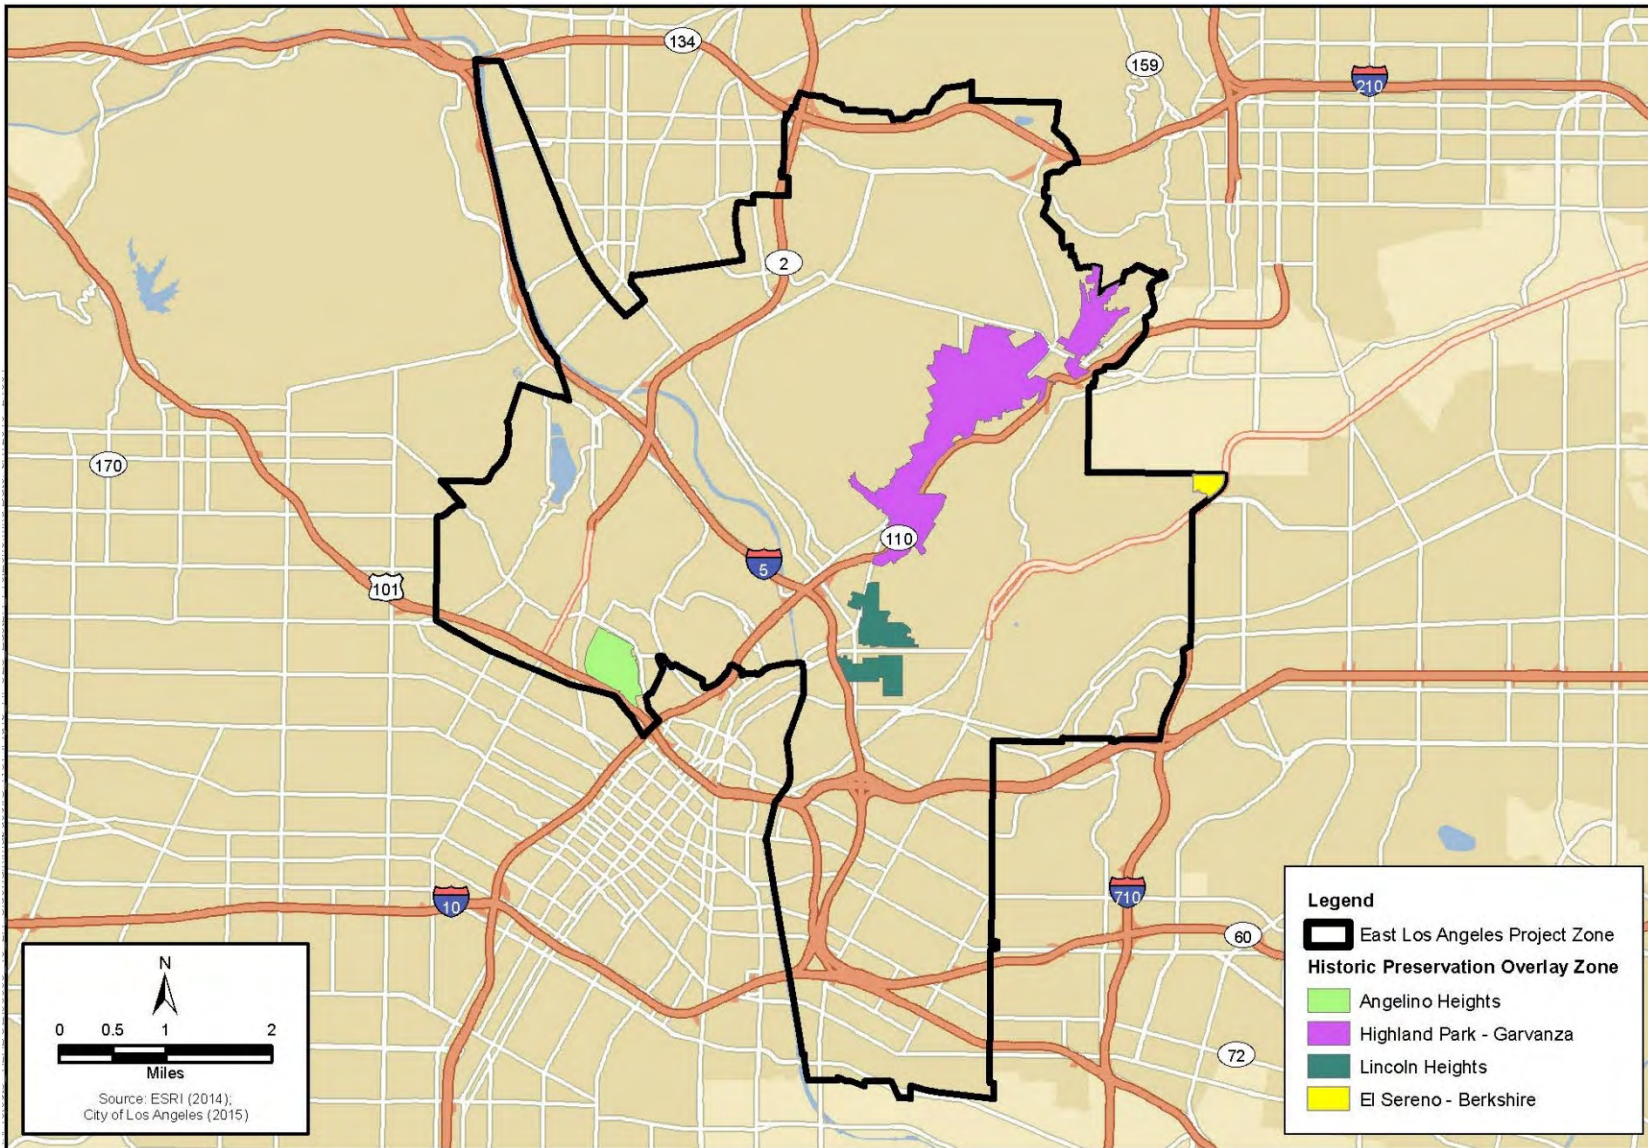 134
159
210
2
170
110
5
101
10
710
60
72
N
0 0.5 1 2
Miles
Source: ESRI (2014);
City of Los Angeles (2015)
Legend
East Los Angeles Project Zone
Historic Preservation Overlay Zone
Angelino Heights
Highland Park - Garvanza
Lincoln Heights
El Sereno - Berkshire